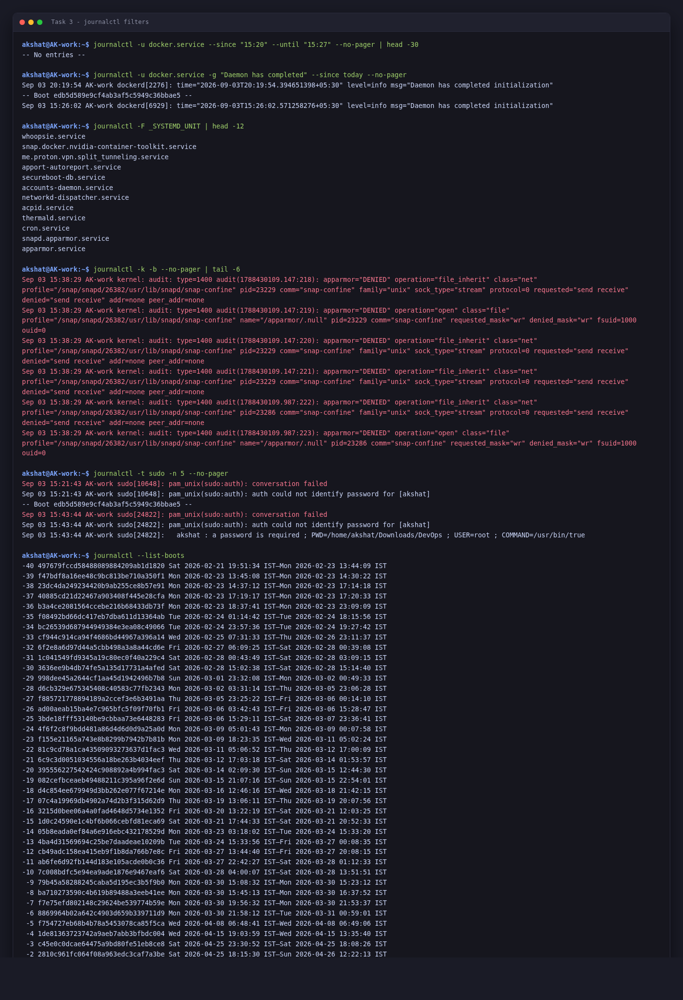 Task 3 - journalctl filters
akshat@AK-work:~$ journalctl -u docker.service --since "15:20" --until "15:27" --no-pager | head -30
-- No entries --
akshat@AK-work:~$ journalctl -u docker.service -g "Daemon has completed" --since today --no-pager
Sep 03 20:19:54 AK-work dockerd[2276]: time="2026-09-03T20:19:54.394651398+05:30" level=info msg="Daemon has completed initialization"
-- Boot edb5d589e9cf4ab3af5c5949c36bbae5 --
Sep 03 15:26:02 AK-work dockerd[6929]: time="2026-09-03T15:26:02.571258276+05:30" level=info msg="Daemon has completed initialization"
akshat@AK-work:~$ journalctl -F _SYSTEMD_UNIT | head -12
whoopsie.service
snap.docker.nvidia-container-toolkit.service
me.proton.vpn.split_tunneling.service
apport-autoreport.service
secureboot-db.service
accounts-daemon.service
networkd-dispatcher.service
acpid.service
thermald.service
cron.service
snapd.apparmor.service
apparmor.service
akshat@AK-work:~$ journalctl -k -b --no-pager | tail -6
Sep 03 15:38:29 AK-work kernel: audit: type=1400 audit(1788430109.147:218): apparmor="DENIED" operation="file_inherit" class="net"
profile="/snap/snapd/26382/usr/lib/snapd/snap-confine" pid=23229 comm="snap-confine" family="unix" sock_type="stream" protocol=0 requested="send receive"
denied="send receive" addr=none peer_addr=none
Sep 03 15:38:29 AK-work kernel: audit: type=1400 audit(1788430109.147:219): apparmor="DENIED" operation="open" class="file"
profile="/snap/snapd/26382/usr/lib/snapd/snap-confine" name="/apparmor/.null" pid=23229 comm="snap-confine" requested_mask="wr" denied_mask="wr" fsuid=1000
ouid=0
Sep 03 15:38:29 AK-work kernel: audit: type=1400 audit(1788430109.147:220): apparmor="DENIED" operation="file_inherit" class="net"
profile="/snap/snapd/26382/usr/lib/snapd/snap-confine" pid=23229 comm="snap-confine" family="unix" sock_type="stream" protocol=0 requested="send receive"
denied="send receive" addr=none peer_addr=none
Sep 03 15:38:29 AK-work kernel: audit: type=1400 audit(1788430109.147:221): apparmor="DENIED" operation="file_inherit" class="net"
profile="/snap/snapd/26382/usr/lib/snapd/snap-confine" pid=23229 comm="snap-confine" family="unix" sock_type="stream" protocol=0 requested="send receive"
denied="send receive" addr=none peer_addr=none
Sep 03 15:38:29 AK-work kernel: audit: type=1400 audit(1788430109.987:222): apparmor="DENIED" operation="file_inherit" class="net"
profile="/snap/snapd/26382/usr/lib/snapd/snap-confine" pid=23286 comm="snap-confine" family="unix" sock_type="stream" protocol=0 requested="send receive"
denied="send receive" addr=none peer_addr=none
Sep 03 15:38:29 AK-work kernel: audit: type=1400 audit(1788430109.987:223): apparmor="DENIED" operation="open" class="file"
profile="/snap/snapd/26382/usr/lib/snapd/snap-confine" name="/apparmor/.null" pid=23286 comm="snap-confine" requested_mask="wr" denied_mask="wr" fsuid=1000
ouid=0
akshat@AK-work:~$ journalctl -t sudo -n 5 --no-pager
Sep 03 15:21:43 AK-work sudo[10648]: pam_unix(sudo:auth): conversation failed
Sep 03 15:21:43 AK-work sudo[10648]: pam_unix(sudo:auth): auth could not identify password for [akshat]
-- Boot edb5d589e9cf4ab3af5c5949c36bbae5 --
Sep 03 15:43:44 AK-work sudo[24822]: pam_unix(sudo:auth): conversation failed
Sep 03 15:43:44 AK-work sudo[24822]: pam_unix(sudo:auth): auth could not identify password for [akshat]
Sep 03 15:43:44 AK-work sudo[24822]:   akshat : a password is required ; PWD=/home/akshat/Downloads/DevOps ; USER=root ; COMMAND=/usr/bin/true
akshat@AK-work:~$ journalctl --list-boots
-40 497679fccd58488089884209ab1d1820 Sat 2026-02-21 19:51:34 IST—Mon 2026-02-23 13:44:09 IST
-39 f47bdf8a16ee48c9bc813be710a350f1 Mon 2026-02-23 13:45:08 IST—Mon 2026-02-23 14:30:22 IST
-38 23dc4da249234420b9ab255ce8b57e91 Mon 2026-02-23 14:37:12 IST—Mon 2026-02-23 17:14:18 IST
-37 40885cd21d22467a903408f445e28cfa Mon 2026-02-23 17:19:17 IST—Mon 2026-02-23 17:20:33 IST
-36 b3a4ce2081564ccebe216b68433db73f Mon 2026-02-23 18:37:41 IST—Mon 2026-02-23 23:09:09 IST
-35 f08492bd66dc417eb7dba611d13364ab Tue 2026-02-24 01:14:42 IST—Tue 2026-02-24 18:15:56 IST
-34 bc26539d687944949384e3ea08c49066 Tue 2026-02-24 23:57:36 IST—Tue 2026-02-24 19:27:42 IST
-33 cf944c914ca94f4686bd44967a396a14 Wed 2026-02-25 07:31:33 IST—Thu 2026-02-26 23:11:37 IST
-32 6f2e8a6d97d44a5cbb498a3a8a44cd6e Fri 2026-02-27 06:09:25 IST—Sat 2026-02-28 00:39:08 IST
-31 1c041549fd9345a19c80ec0f40a229c4 Sat 2026-02-28 00:43:49 IST—Sat 2026-02-28 03:09:15 IST
-30 3636ee9b4db74fe5a135d17731a4afed Sat 2026-02-28 15:02:38 IST—Sat 2026-02-28 15:14:40 IST
-29 998dee45a2644cf1aa45d1942496b7b8 Sun 2026-03-01 23:32:08 IST—Mon 2026-03-02 00:49:33 IST
-28 d6cb329e675345408c40583c77fb2343 Mon 2026-03-02 03:31:14 IST—Thu 2026-03-05 23:06:28 IST
-27 f885721778894189a2ccef3e6b3491aa Thu 2026-03-05 23:25:22 IST—Fri 2026-03-06 00:14:10 IST
-26 ad00aeab15ba4e7c965bfc5f09f70fb1 Fri 2026-03-06 03:42:43 IST—Fri 2026-03-06 15:28:47 IST
-25 3bde18fff53140be9cbbaa73e6448283 Fri 2026-03-06 15:29:11 IST—Sat 2026-03-07 23:36:41 IST
-24 4f6f2c8f9bdd481a86d4d6d0d9a25a0d Mon 2026-03-09 05:01:43 IST—Mon 2026-03-09 00:07:58 IST
-23 f155e21165a743e8b8299b7942b7b81b Mon 2026-03-09 18:23:35 IST—Wed 2026-03-11 05:02:24 IST
-22 81c9cd78a1ca43509093273637d1fac3 Wed 2026-03-11 05:06:52 IST—Thu 2026-03-12 17:00:09 IST
-21 6c9c3d0051034556a18be263b4034eef Thu 2026-03-12 17:03:18 IST—Sat 2026-03-14 01:53:57 IST
-20 395556227542424c908892a4b994fac3 Sat 2026-03-14 02:09:30 IST—Sun 2026-03-15 12:44:30 IST
-19 082cefbceaeb49488211c395a96f2e6d Sun 2026-03-15 21:07:16 IST—Sun 2026-03-15 22:54:01 IST
-18 d4c854ee679949d3bb262e077f67214e Mon 2026-03-16 12:46:16 IST—Wed 2026-03-18 21:42:15 IST
-17 07c4a19969db4902a74d2b3f315d62d9 Thu 2026-03-19 13:06:11 IST—Thu 2026-03-19 20:07:56 IST
-16 3215d0bee06a4a0fad4648d5734e1352 Fri 2026-03-20 13:22:19 IST—Sat 2026-03-21 12:03:25 IST
-15 1d0c24590e1c4bf6b066cebfd81eca69 Sat 2026-03-21 17:44:33 IST—Sat 2026-03-21 20:52:33 IST
-14 05b8eada0ef84a6e916ebc432178529d Mon 2026-03-23 03:18:02 IST—Tue 2026-03-24 15:33:20 IST
-13 4ba4d31569694c25be7daadeae10209b Tue 2026-03-24 15:33:56 IST—Fri 2026-03-27 00:08:35 IST
-12 cb49adc158ea415eb9f1b8da766b7e8c Fri 2026-03-27 13:44:40 IST—Fri 2026-03-27 20:08:15 IST
-11 ab6fe6d92fb144d183e105acde0b0c36 Fri 2026-03-27 22:42:27 IST—Sat 2026-03-28 01:12:33 IST
-10 7c008bdfc5e94ea9ade1876e9467eaf6 Sat 2026-03-28 04:00:07 IST—Sat 2026-03-28 13:51:51 IST
-9 79b45a58288245caba5d195ec3b5f9b0 Mon 2026-03-30 15:08:32 IST—Mon 2026-03-30 15:23:12 IST
-8 ba710273590c4b619b89488a3eeb41ee Mon 2026-03-30 15:45:13 IST—Mon 2026-03-30 16:37:52 IST
-7 f7e75efd802148c29624be539774b59e Mon 2026-03-30 19:56:32 IST—Mon 2026-03-30 21:53:37 IST
-6 8869964b02a642c4903d659b339711d9 Mon 2026-03-30 21:58:12 IST—Tue 2026-03-31 00:59:01 IST
-5 f754727eb68b4b78a5453078ca85f5ca Wed 2026-04-08 06:48:41 IST—Wed 2026-04-08 06:49:06 IST
-4 1de81363723742a9aeb7abb3bfbdc004 Wed 2026-04-15 19:03:59 IST—Wed 2026-04-15 13:35:40 IST
-3 c45e0c0dcae64475a9bd80fe51eb8ce8 Sat 2026-04-25 23:30:52 IST—Sat 2026-04-25 18:08:26 IST
-2 2810c961fc064f08a963edc3caf7a3be Sat 2026-04-25 18:15:30 IST—Sun 2026-04-26 12:22:13 IST